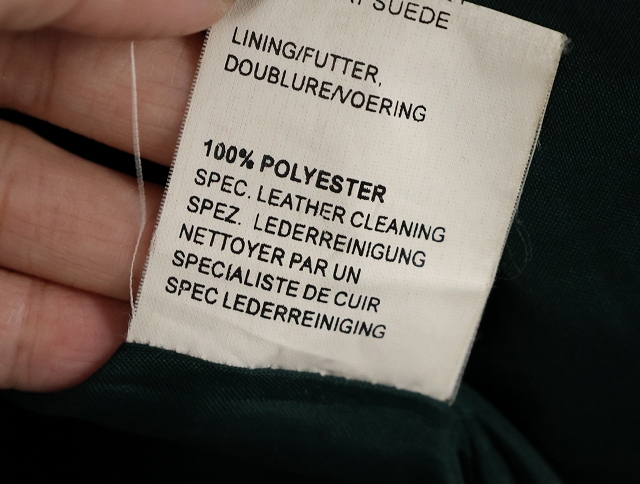 SUEDE
LINING/FUTTER,
DOUBLURE/VOERING
100% POLYESTER
SPEC. LEATHER CLEANING
SPEZ. LEDERREINIGUNG
NETTOYER PAR UN
SPECIALISTE DE CUIR
SPEC LEDERREINIGING